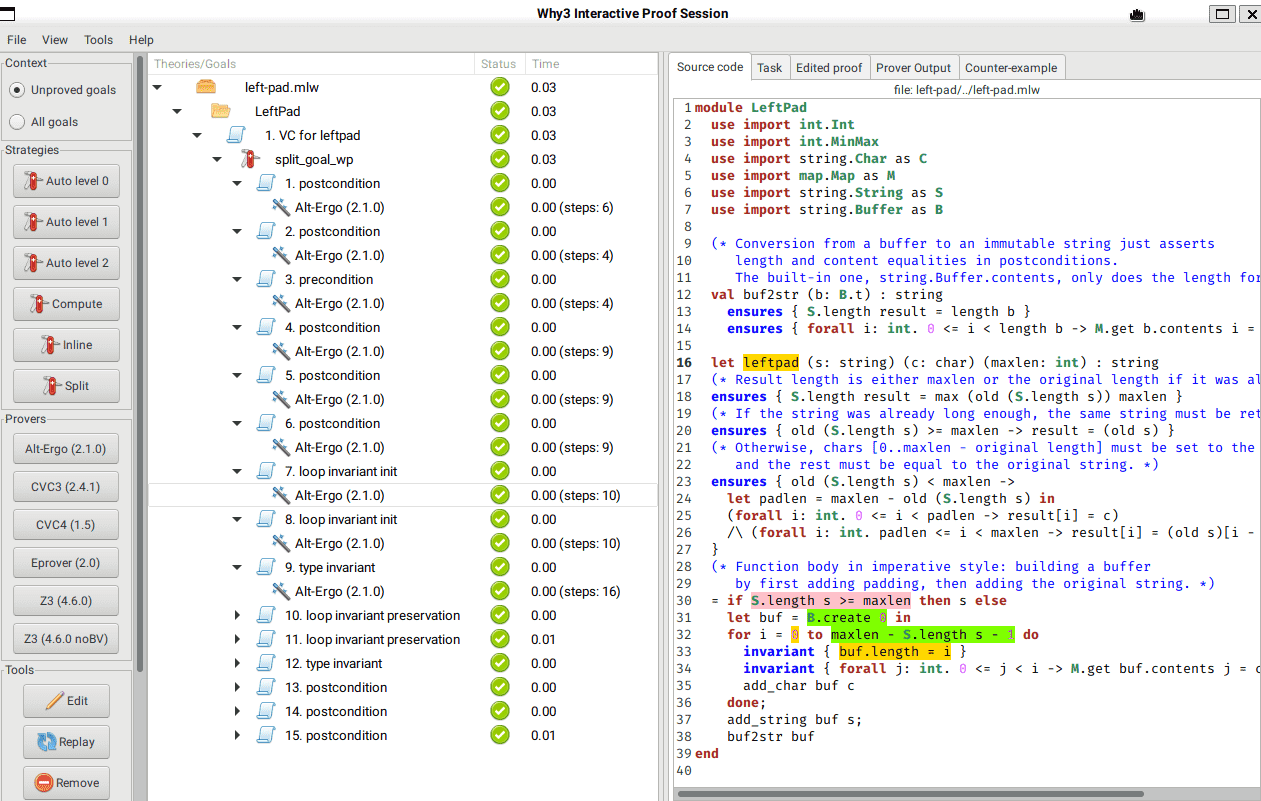 Why3 Interactive Proof Session
File View Tools Help
Context
Unproved goals
All goals
Strategies
Auto level 0
Auto level 1
Auto level 2
Compute
Inline
Split
Provers
Alt-Ergo (2.1.0)
CVC3 (2.4.1)
CVC4 (1.5)
Eprover (2.0)
Z3 (4.6.0)
Z3 (4.6.0 noBV)
Tools
Edit
Replay
Remove
Theories/Goals Status Time
left-pad.mlw 0.03
LeftPad 0.03
1. VC for leftpad 0.03
split_goal_wp 0.03
1. postcondition 0.00
Alt-Ergo (2.1.0) 0.00 (steps: 6)
2. postcondition 0.00
Alt-Ergo (2.1.0) 0.00 (steps: 4)
3. precondition 0.00
Alt-Ergo (2.1.0) 0.00 (steps: 4)
4. postcondition 0.00
Alt-Ergo (2.1.0) 0.00 (steps: 9)
5. postcondition 0.00
Alt-Ergo (2.1.0) 0.00 (steps: 9)
6. postcondition 0.00
Alt-Ergo (2.1.0) 0.00 (steps: 9)
7. loop invariant init 0.00
Alt-Ergo (2.1.0) 0.00 (steps: 10)
8. loop invariant init 0.00
Alt-Ergo (2.1.0) 0.00 (steps: 10)
9. type invariant 0.00
Alt-Ergo (2.1.0) 0.00 (steps: 16)
10. loop invariant preservation 0.00
11. loop invariant preservation 0.01
12. type invariant 0.00
13. postcondition 0.00
14. postcondition 0.00
15. postcondition 0.01
Source code Task Edited proof Prover Output Counter-example
file: left-pad/../left-pad.mlw
1 module LeftPad
2 use import int.Int
3 use import int.MinMax
4 use import string.Char as C
5 use import map.Map as M
6 use import string.String as S
7 use import string.Buffer as B
8
9 (* Conversion from a buffer to an immutable string just asserts
10 length and content equalities in postconditions.
11 The built-in one, string.Buffer.contents, only does the length for
12 val buf2str (b: B.t) : string
13 ensures { S.length result = length b }
14 ensures { forall i: int. 0 <= i < length b -> M.get b.contents i =
15
16 let leftpad (s: string) (c: char) (maxlen: int) : string
17 (* Result length is either maxlen or the original length if it was al
18 ensures { S.length result = max (old (S.length s)) maxlen }
19 (* If the string was already long enough, the same string must be ret
20 ensures { old (S.length s) >= maxlen -> result = (old s) }
21 (* Otherwise, chars [0..maxlen - original length] must be set to the
22 and the rest must be equal to the original string. *)
23 ensures { old (S.length s) < maxlen ->
24 let padlen = maxlen - old (S.length s) in
25 (forall i: int. 0 <= i < padlen -> result[i] = c)
26 /\ (forall i: int. padlen <= i < maxlen -> result[i] = (old s)[i -
27 }
28 (* Function body in imperative style: building a buffer
29 by first adding padding, then adding the original string. *)
30 = if S.length s >= maxlen then s else
31 let buf = B.create 0 in
32 for i = 0 to maxlen - S.length s - 1 do
33 invariant { buf.length = i }
34 invariant { forall j: int. 0 <= j < i -> M.get buf.contents j = c
35 add_char buf c
36 done;
37 add_string buf s;
38 buf2str buf
39 end
40